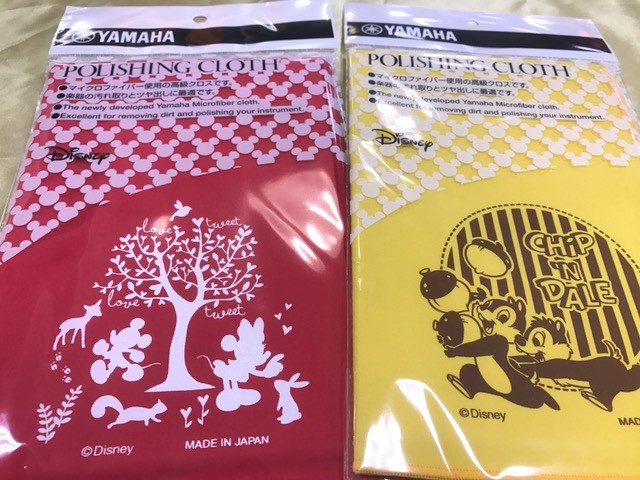 YAMAHA
POLISHING CLOTH
●マイクロファイバー使用の高級クロスです。
●楽器の汚れ取りとツヤ出しに最適です。
●The newly developed Yamaha Microfiber cloth.
●Excellent for removing dirt and polishing your instrument.
Disney
love
tweet
love
tweet
©Disney
MADE IN JAPAN
YAMAHA
POLISHING CLOTH
●マイクロファイバー使用の高級クロスです。
●楽器の汚れ取りとツヤ出しに最適です。
●The newly developed Yamaha Microfiber cloth.
●Excellent for removing dirt and polishing your instrument.
Disney
CHIP
'N
DALE
©Disney
MAD